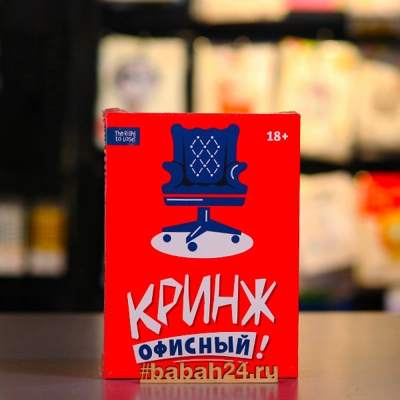 The Right
to Lose
18+
КРИНЖ
ОФИСНЫЙ!
#babah24.ru